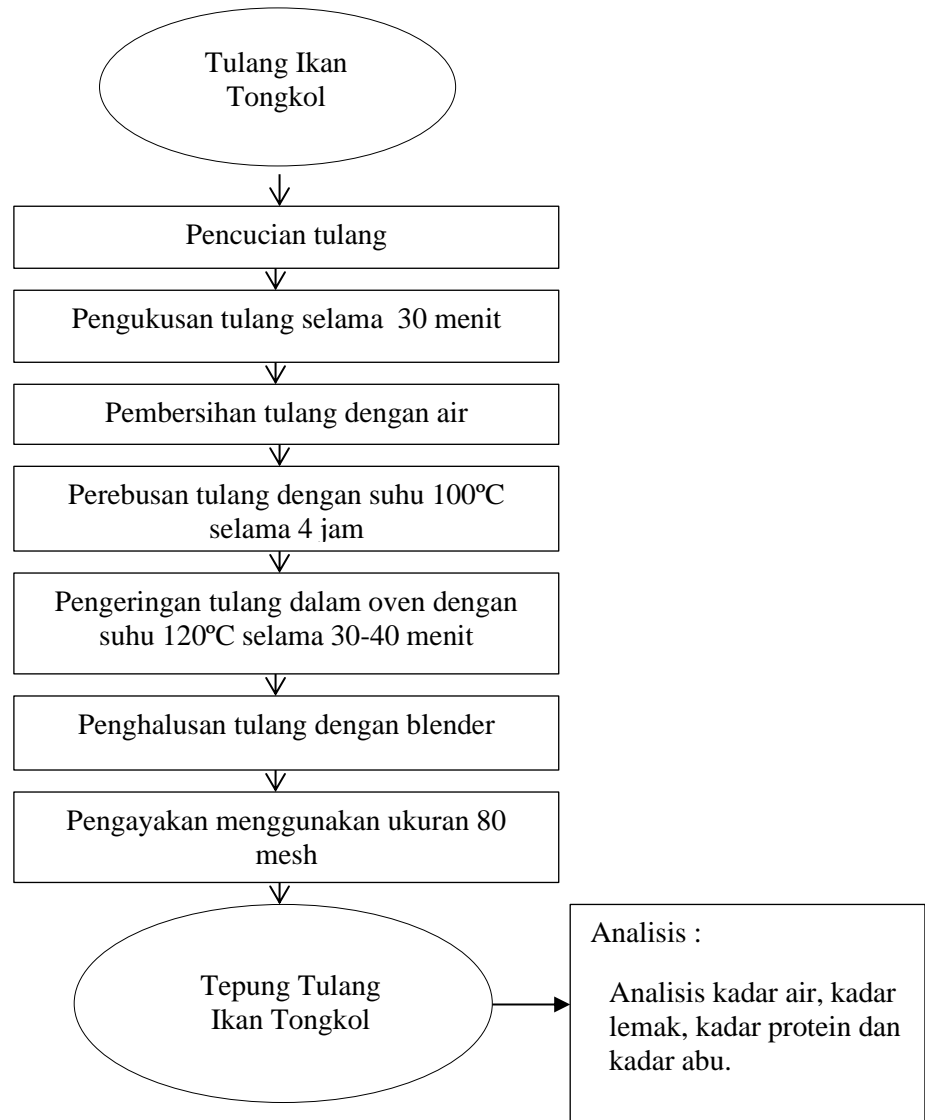 Tulang Ikan
Tongkol
Pencucian tulang
Pengukusan tulang selama 30 menit
Pembersihan tulang dengan air
Perebusan tulang dengan suhu 100ºC
selama 4 jam
Pengeringan tulang dalam oven dengan
suhu 120ºC selama 30-40 menit
Penghalusan tulang dengan blender
Pengayakan menggunakan ukuran 80
mesh
Tepung Tulang
Ikan Tongkol
Analisis :
Analisis kadar air, kadar
lemak, kadar protein dan
kadar abu.